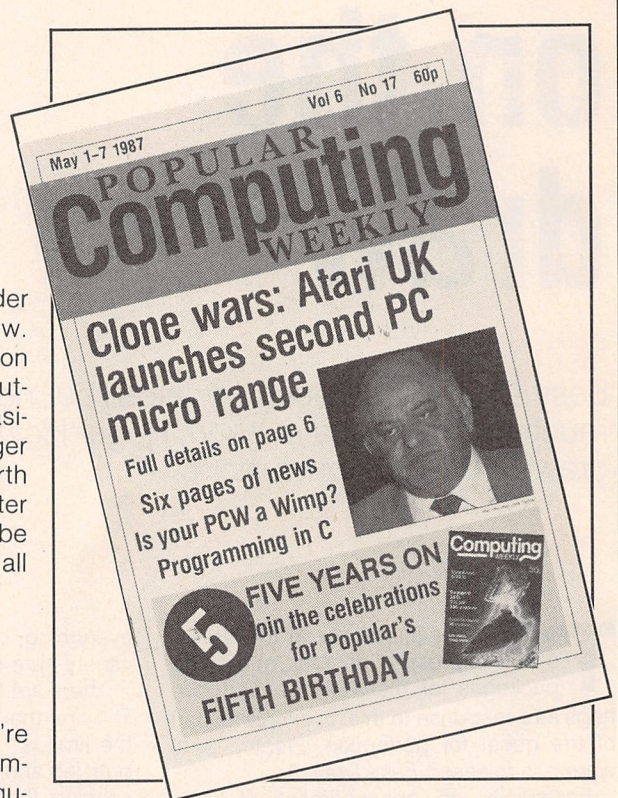 May 1-7 1987
Vol 6 No 17 60p
POPULAR
Computing
WEEKLY
Clone wars: Atari UK
launches second PC
micro range
Full details on page 6
Six pages of news
Is your PCW a Wimp?
Programming in C
5
FIVE YEARS ON
Join the celebrations
for Popular's
FIFTH BIRTHDAY
Computing
WEEKLY
der
w.
on
ut-
asi-
ger
rth
ter
be
all
're
m-
gu-